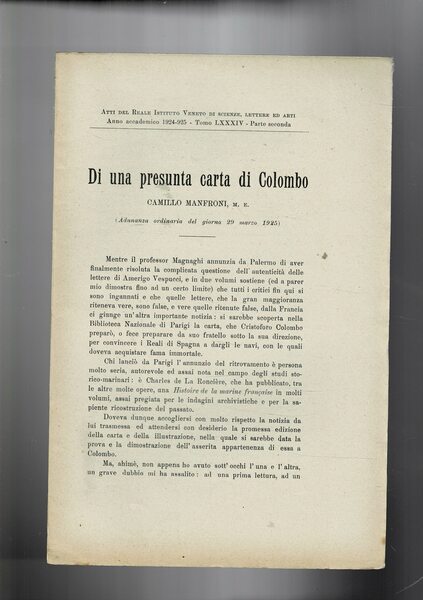 Atti del Reale Istituto Veneto di scienze, lettere ed arti
Anno accademico 1924-925 - Tomo LXXXIV - Parte seconda
Di una presunta carta di Colombo
CAMILLO MANFRONI, m. e.
(Adunanza ordinaria del giorno 29 marzo 1925)
Mentre il professor Magnaghi annunzia da Palermo di aver
finalmente risoluta la complicata questione dell'autenticità delle
lettere di Amerigo Vespucci, e in due volumi sostiene (ed a parer
mio dimostra fino ad un certo limite) che tutti i critici fin qui si
sono ingannati e che quelle lettere, che la gran maggioranza
riteneva vere, sono false, e vere quelle ritenute false, dalla Francia
ci giunge un'altra importante notizia: si sarebbe scoperta nella
Biblioteca Nazionale di Parigi la carta, che Cristoforo Colombo
preparò, o fece preparare da suo fratello sotto la sua direzione,
per convincere i Reali di Spagna a dargli le navi, con le quali
doveva acquistare fama immortale.
Chi lanciò da Parigi l'annunzio del ritrovamento è persona
molto seria, autorevole ed assai nota nel campo degli studi sto-
rico-marinari: è Charles de La Roncière, che ha pubblicato, tra
le altre molte opere, una Histoire de la marine française in molti
volumi, assai pregiata per le indagini archivistiche e per la sa-
piente ricostruzione del passato.
Doveva dunque accogliersi con molto rispetto la notizia da
lui trasmessa ed attendersi con desiderio la promessa edizione
della carta e della illustrazione, nella quale si sarebbe data la
prova e la dimostrazione dell'asserita appartenenza di essa a
Colombo.
Ma, ahimè, non appena ho avuto sott'occhi l'una e l'altra,
un grave dubbio mi ha assalito: ad una prima lettura, ad un